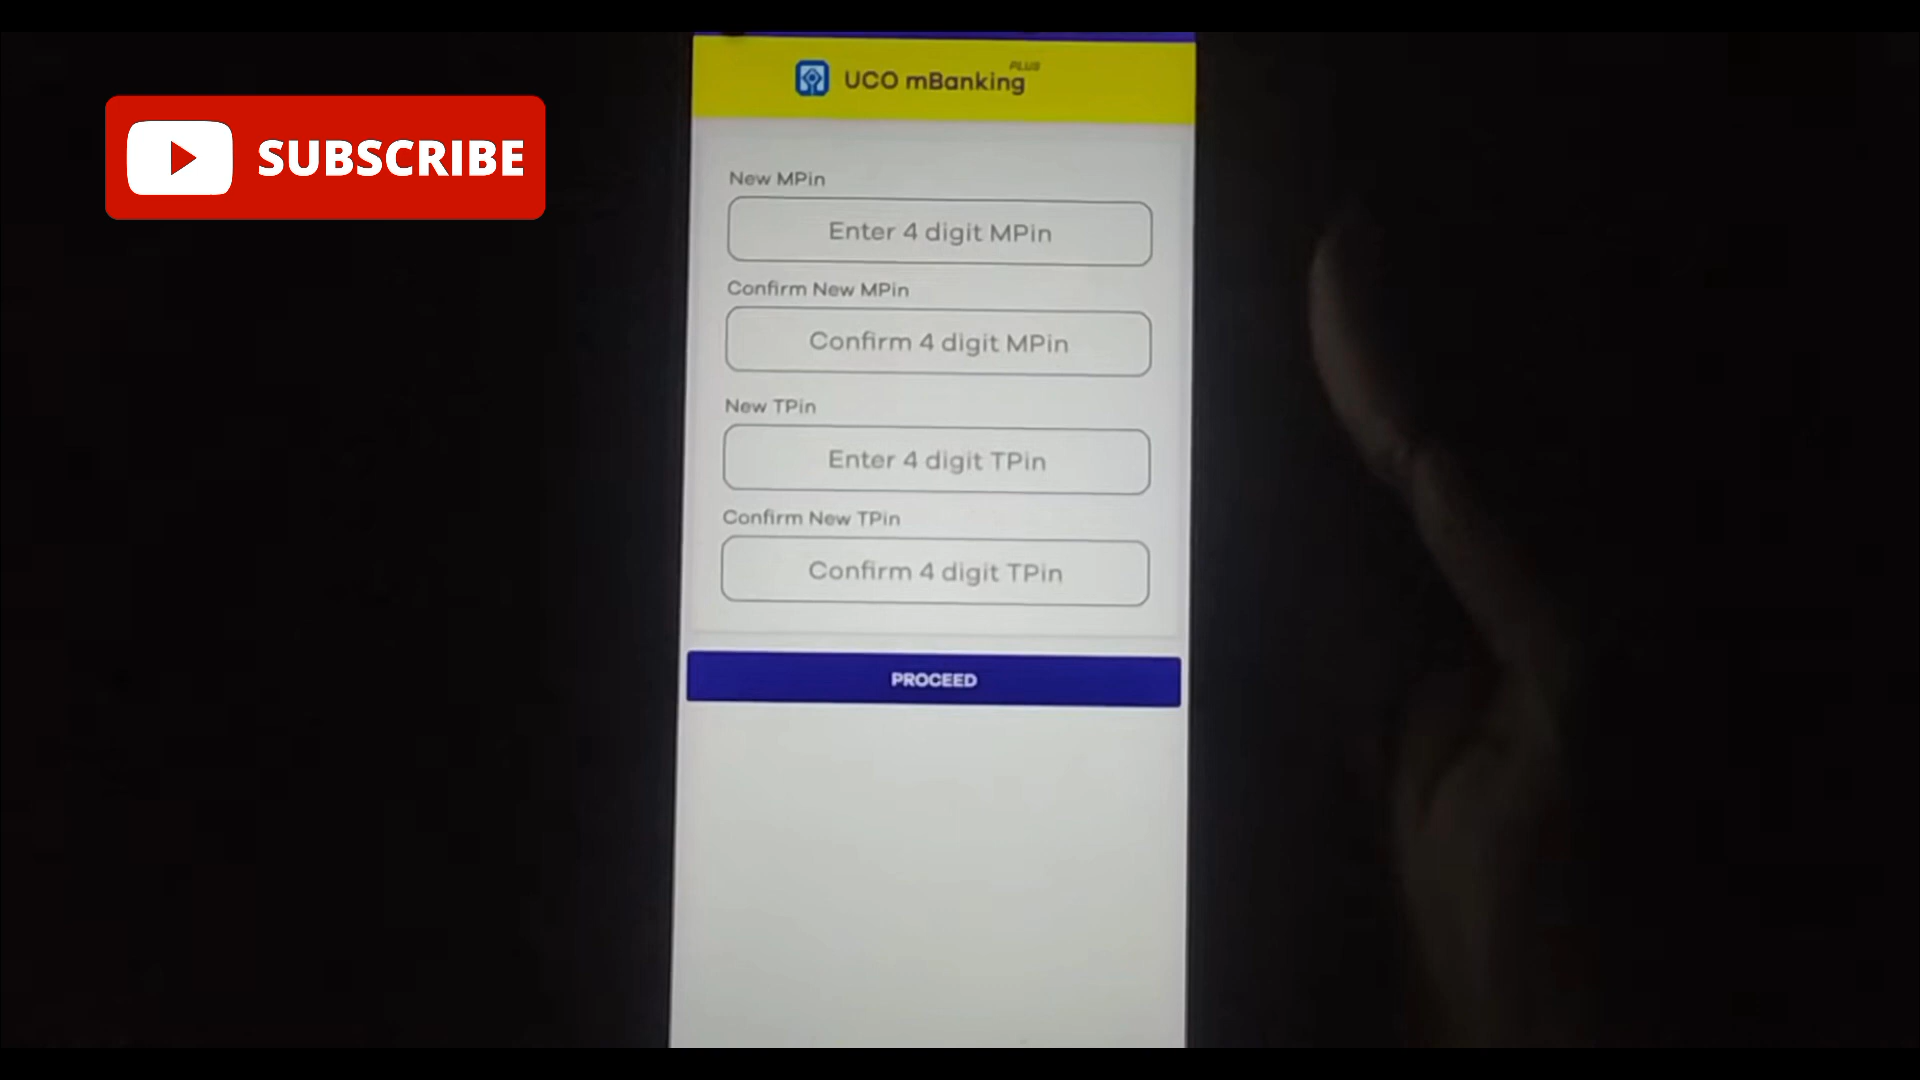 SUBSCRIBE
UCO mBanking PLUS
New MPin
Enter 4 digit MPin
Confirm New MPin
Confirm 4 digit MPin
New TPin
Enter 4 digit TPin
Confirm New TPin
Confirm 4 digit TPin
PROCEED